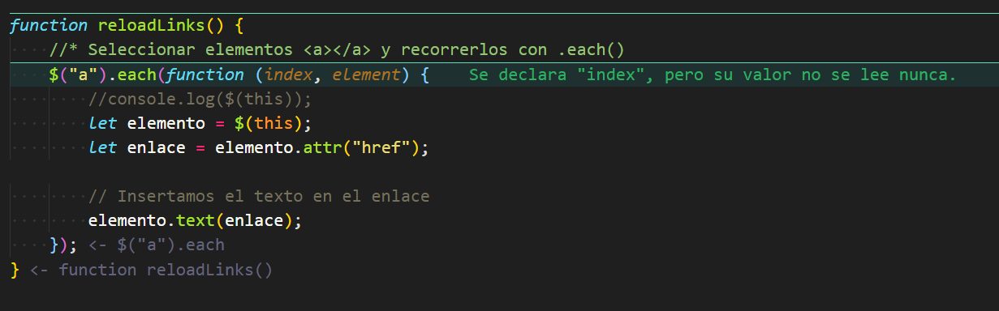 function reloadLinks() {
//* Seleccionar elementos <a></a> y recorrerlos con .each()
$("a").each(function (index, element) {    Se declara "index", pero su valor no se lee nunca.
//console.log($(this));
let elemento = $(this);
let enlace = elemento.attr("href");
// Insertamos el texto en el enlace
elemento.text(enlace);
}); <- $("a").each
} <- function reloadLinks()